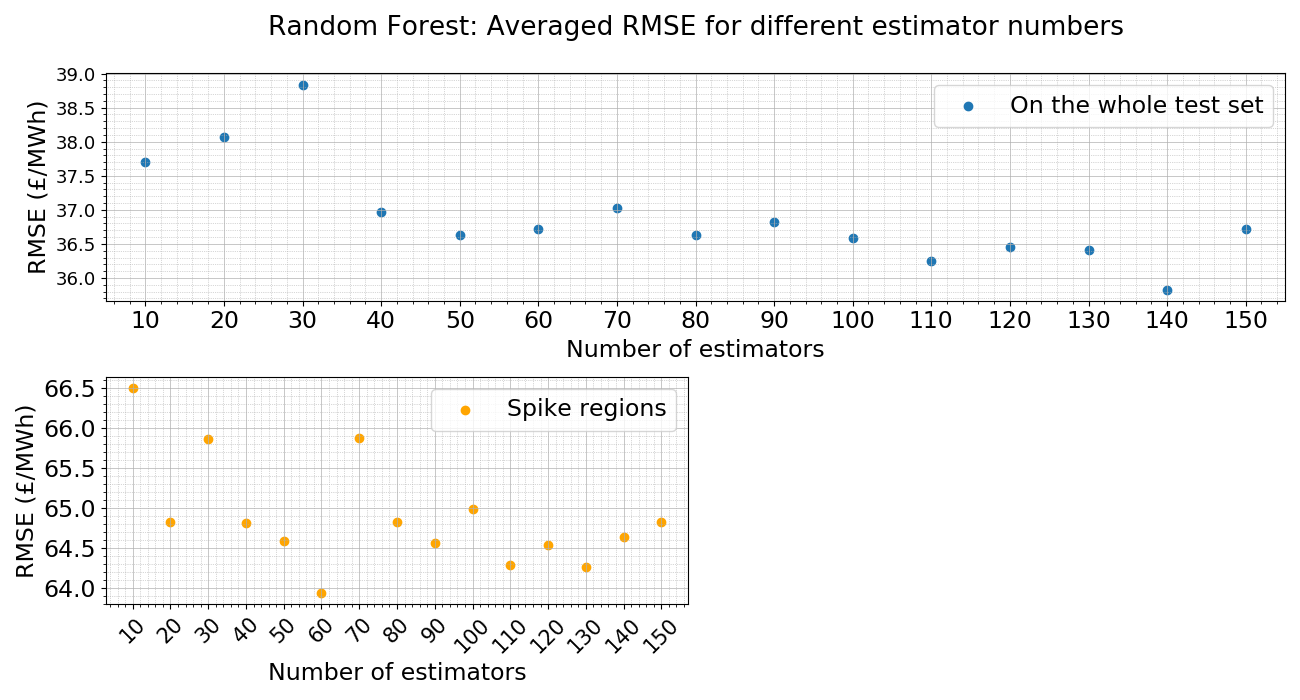 Random Forest: Averaged RMSE for different estimator numbers
RMSE (£/MWh)
39.0
38.5
38.0
37.5
37.0
36.5
36.0
On the whole test set
10 20 30 40 50 60 70 80 90 100 110 120 130 140 150
Number of estimators
RMSE (£/MWh)
66.5
66.0
65.5
65.0
64.5
64.0
Spike regions
10 20 30 40 50 60 70 80 90 100 110 120 130 140 150
Number of estimators